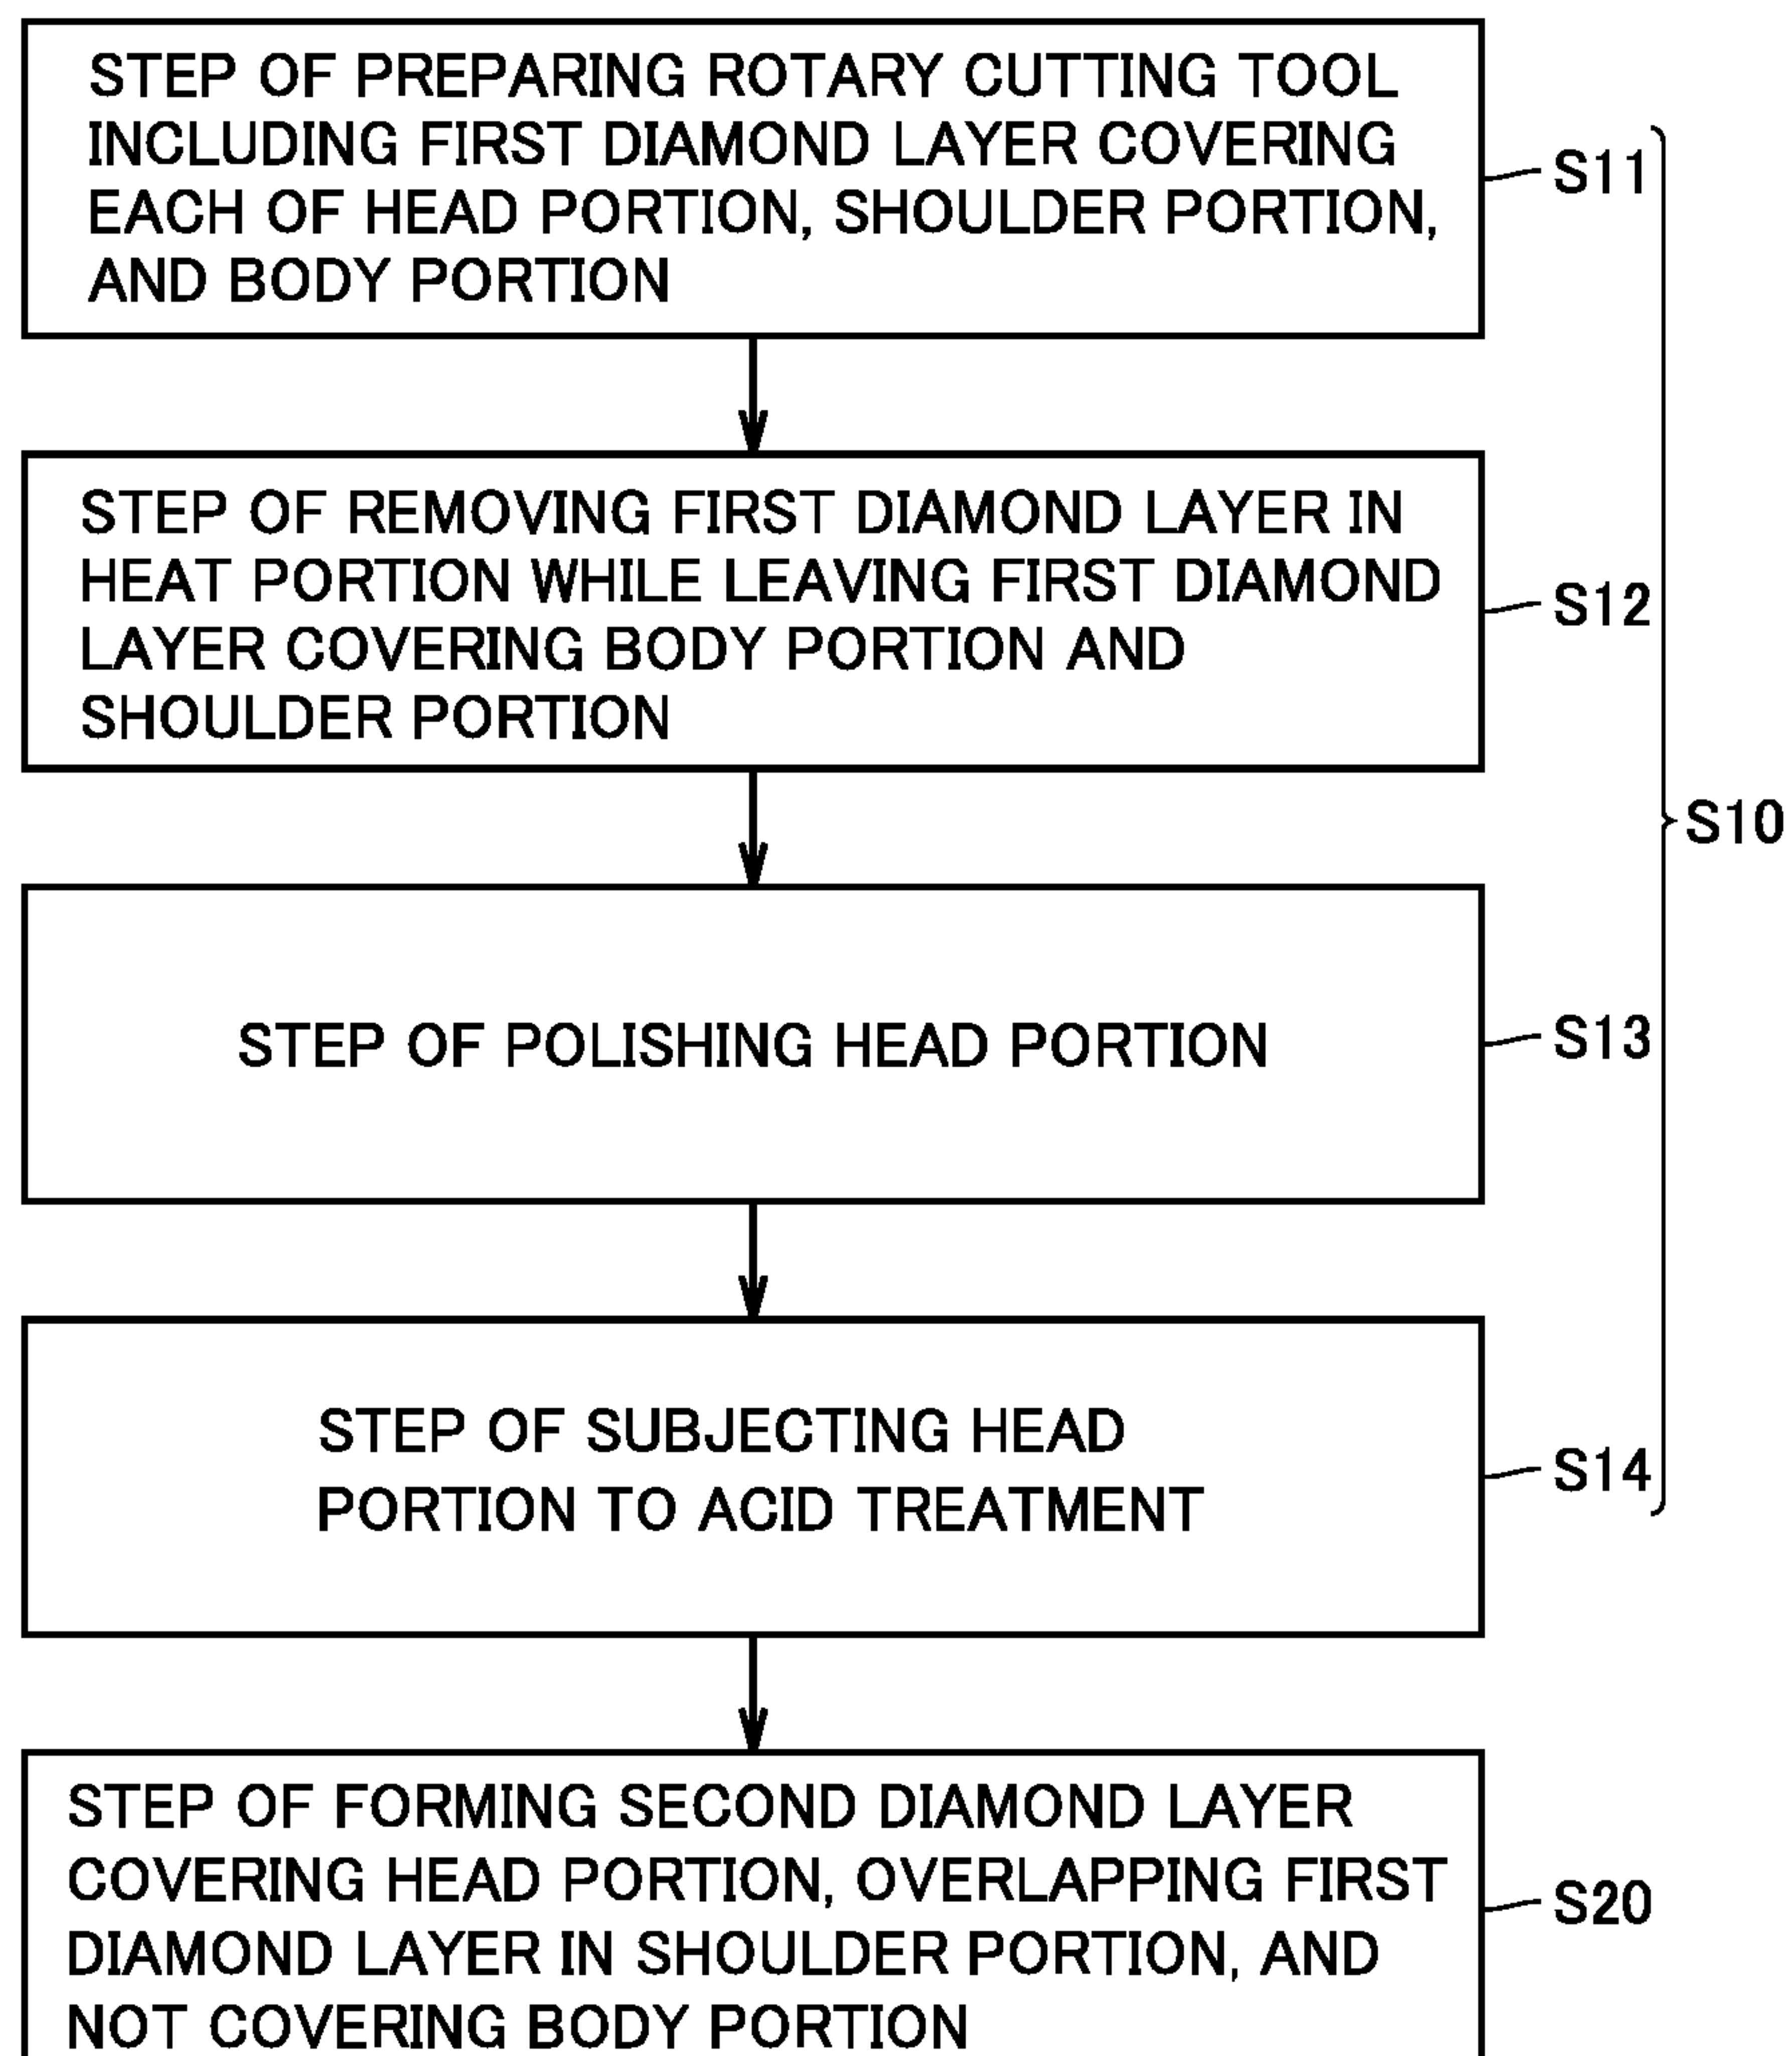 STEP OF PREPARING ROTARY CUTTING TOOL
INCLUDING FIRST DIAMOND LAYER COVERING
EACH OF HEAD PORTION, SHOULDER PORTION,
AND BODY PORTION
S11
STEP OF REMOVING FIRST DIAMOND LAYER IN
HEAT PORTION WHILE LEAVING FIRST DIAMOND
LAYER COVERING BODY PORTION AND
SHOULDER PORTION
S12
S10
STEP OF POLISHING HEAD PORTION
S13
STEP OF SUBJECTING HEAD
PORTION TO ACID TREATMENT
S14
STEP OF FORMING SECOND DIAMOND LAYER
COVERING HEAD PORTION, OVERLAPPING FIRST
DIAMOND LAYER IN SHOULDER PORTION, AND
NOT COVERING BODY PORTION
S20